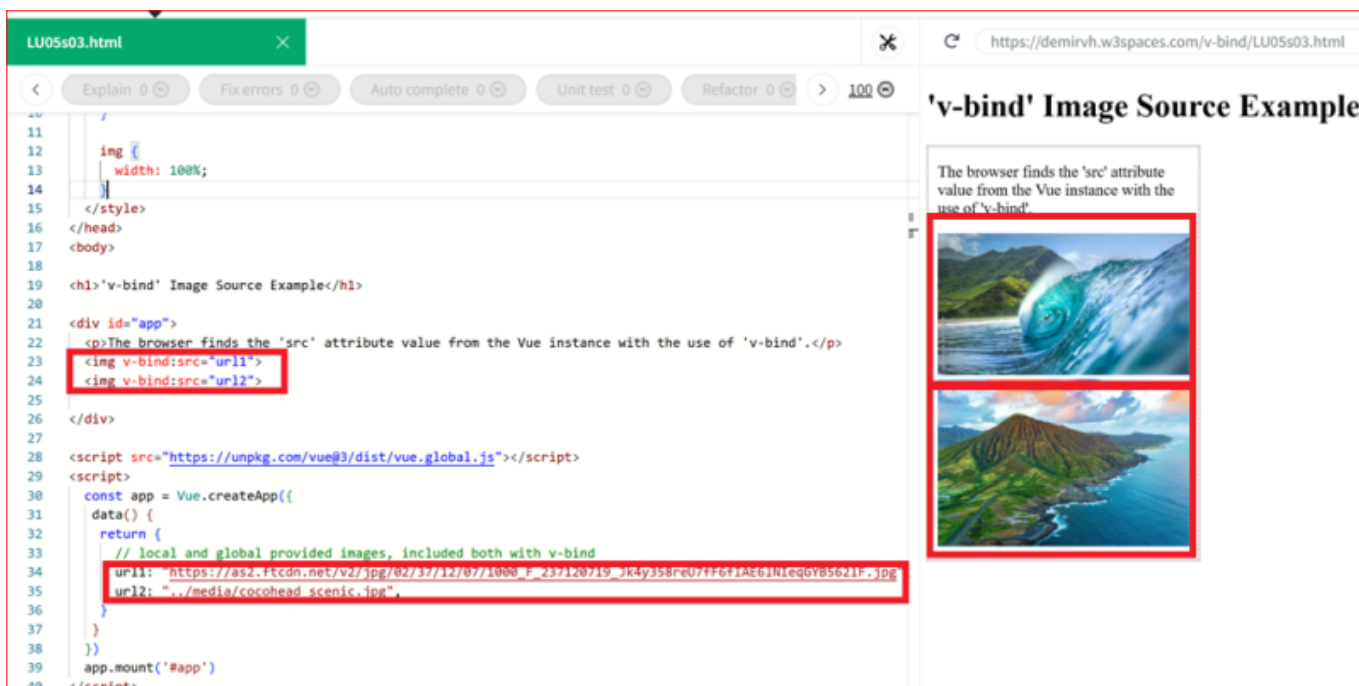 LU05s03.html
https://demirvh.w3spaces.com/v-bind/LU05s03.html
Explain 0
Fix errors 0
Auto complete 0
Unit test 0
Refactor 0
100
10 }
11
12 img {
13 width: 100%;
14 }
15 </style>
16 </head>
17 <body>
18
19 <h1>'v-bind' Image Source Example</h1>
20
21 <div id="app">
22 <p>The browser finds the 'src' attribute value from the Vue instance with the use of 'v-bind'.</p>
23 <img v-bind:src="url1">
24 <img v-bind:src="url2">
25
26 </div>
27
28 <script src="https://unpkg.com/vue@3/dist/vue.global.js"></script>
29 <script>
30 const app = Vue.createApp({
31 data() {
32 return {
33 // local and global provided images, included both with v-bind
34 url1: "https://as2.ftcdn.net/v2/jpg/02/37/12/07/1000_F_237120719_Jk4y358reU7fF6fIAE6lNIeqGYB562lF.jpg
35 url2: "../media/cocohead_scenic.jpg",
36 }
37 }
38 })
39 app.mount('#app')
40 </script>
'v-bind' Image Source Example
The browser finds the 'src' attribute
value from the Vue instance with the
use of 'v-bind'.